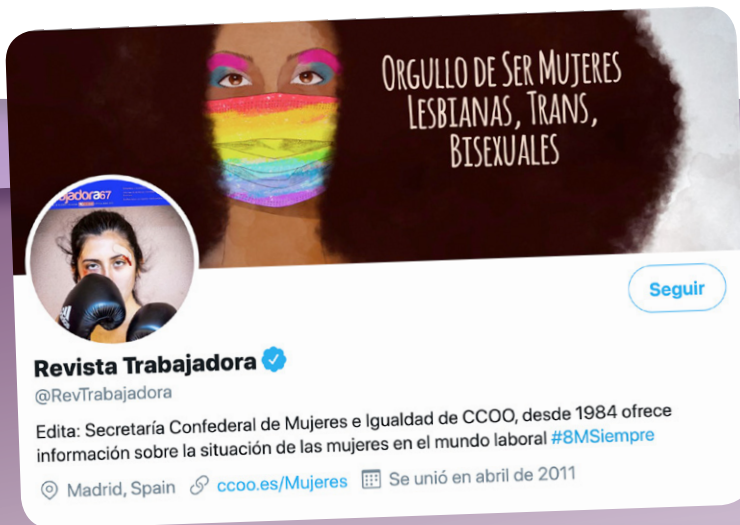 ORGULLO DE SER MUJERES
LESBIANAS, TRANS,
BISEXUALES
ajadora67
Seguir
Revista Trabajadora
@RevTrabajadora
Edita: Secretaría Confederal de Mujeres e Igualdad de CCOO, desde 1984 ofrece
información sobre la situación de las mujeres en el mundo laboral #8MSiempre
Madrid, Spain ccoo.es/Mujeres Se unió en abril de 2011